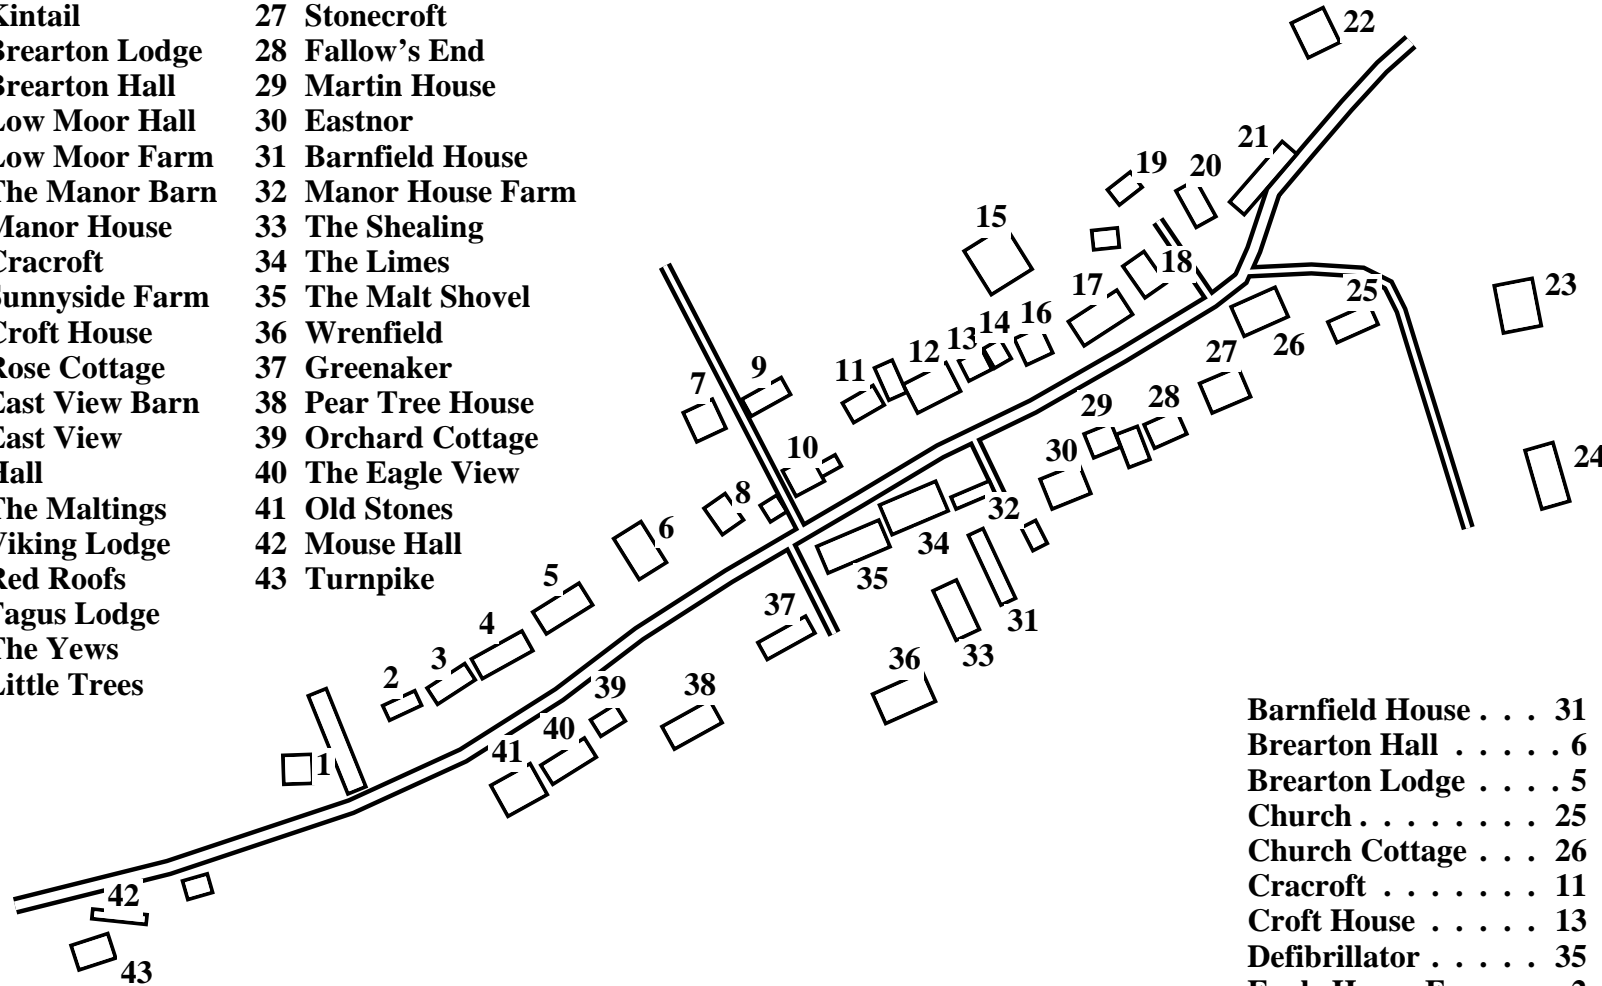 Kintail
Brearton Lodge
Brearton Hall
Low Moor Hall
Low Moor Farm
The Manor Barn
Manor House
Cracroft
Sunnyside Farm
Croft House
Rose Cottage
East View Barn
East View
Hall
The Maltings
Viking Lodge
Red Roofs
Fagus Lodge
The Yews
Little Trees
27 Stonecroft
28 Fallow's End
29 Martin House
30 Eastnor
31 Barnfield House
32 Manor House Farm
33 The Shealing
34 The Limes
35 The Malt Shovel
36 Wrenfield
37 Greenaker
38 Pear Tree House
39 Orchard Cottage
40 The Eagle View
41 Old Stones
42 Mouse Hall
43 Turnpike
22
21
19
20
15
18
17
23
25
16
14
13
12
26
11
9
7
27
28
29
10
30
8
32
6
34
35
5
37
31
4
33
3
36
2
39
38
40
41
1
24
42
43
Barnfield House . . . 31
Brearton Hall . . . . . 6
Brearton Lodge . . . . 5
Church . . . . . . . . 25
Church Cottage . . . 26
Cracroft . . . . . . . 11
Croft House . . . . . 13
Defibrillator . . . . . 35